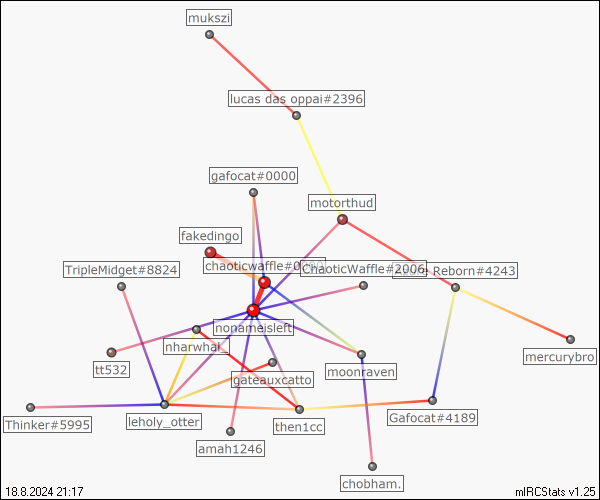 mukszi
lucas das oppai#2396
gafocat#0000
motorthud
fakedingo
chaoticwaffle#0
ChaoticWaffle#2006
Reborn#4243
TripleMidget#8824
nonameisleft
nharwhal_
mercurybro
tt532
gateauxcatto
moonraven
Thinker#5995
leholy_otter
then1cc
Gafocat#4189
amah1246
chobham.
18.8.2024 21:17
mIRCStats v1.25